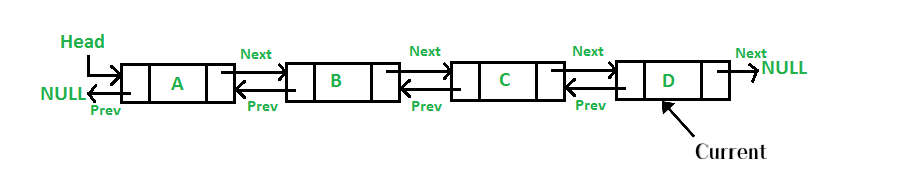 Head
Next
Next
Next
Next
NULL
A
B
C
D
NULL
Prev
Prev
Prev
Prev
Current